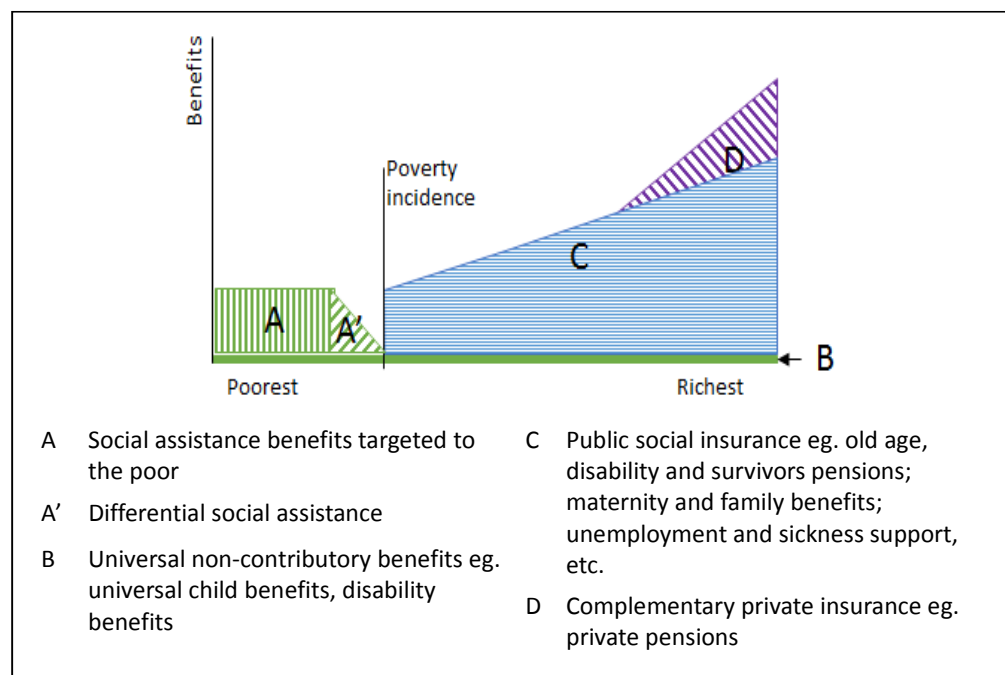 Benefits
Poverty
incidence
D
C
A
A’
B
Poorest
Richest
A Social assistance benefits targeted to
the poor
A’ Differential social assistance
B Universal non-contributory benefits eg.
universal child benefits, disability
benefits
C Public social insurance eg. old age,
disability and survivors pensions;
maternity and family benefits;
unemployment and sickness support,
etc.
D Complementary private insurance eg.
private pensions